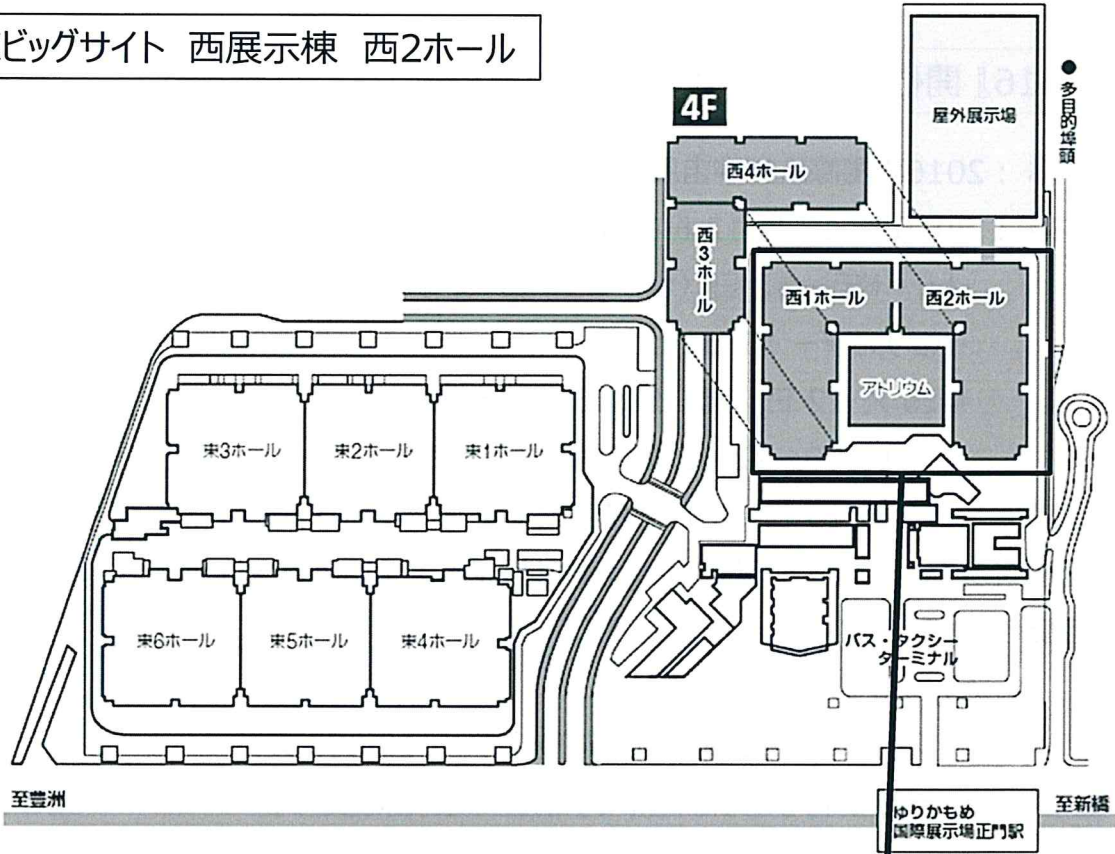 ビッグサイト 西展示棟 西2ホール
4F
屋外展示場
●多目的埠頭
西4ホール
西3ホール
西1ホール
西2ホール
アトリウム
東3ホール
東2ホール
東1ホール
東6ホール
東5ホール
東4ホール
バス・タクシー
ターミナル
至豊洲
至新橋
ゆりかもめ
国際展示場正門駅